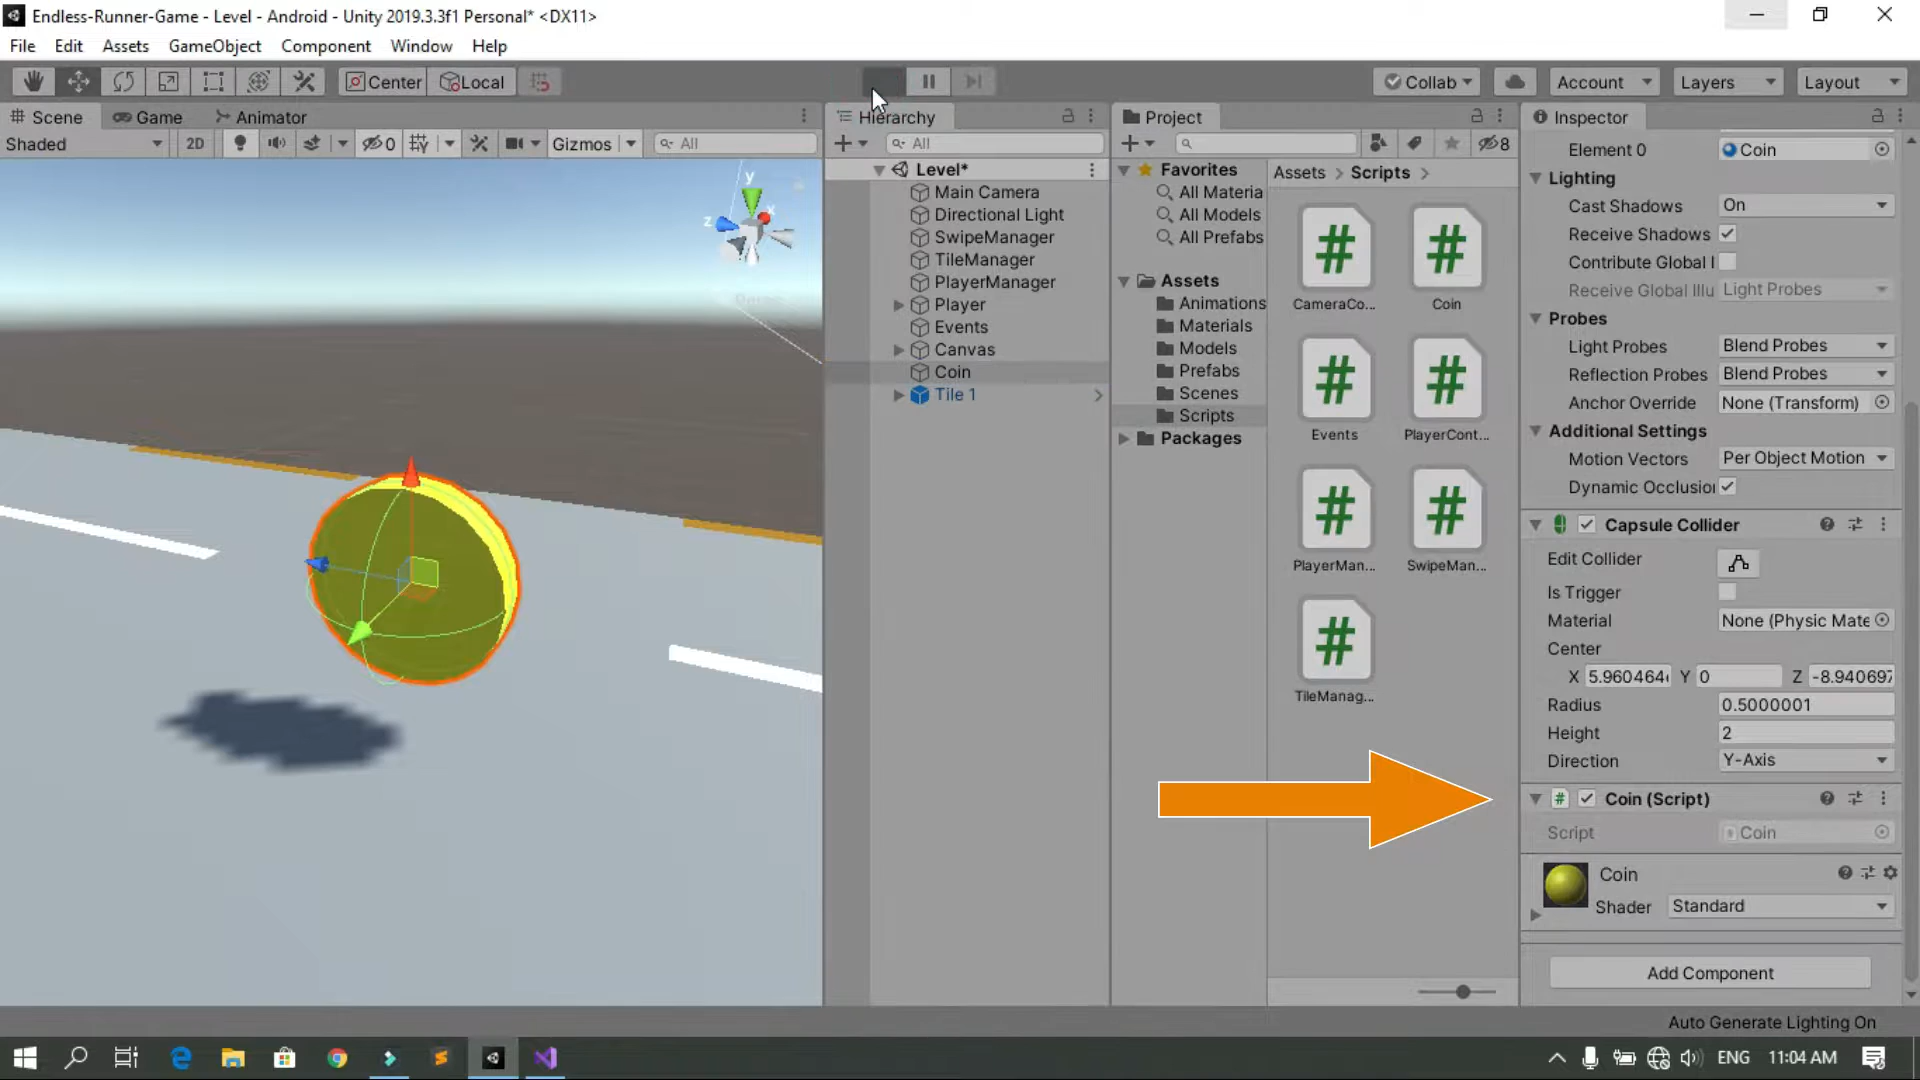 Endless-Runner-Game - Level - Android - Unity 2019.3.3f1 Personal* <DX11>
File Edit Assets GameObject Component Window Help
Center Local Collab Account Layers Layout
Scene Game Animator Hierarchy Project Inspector
Shaded 2D 0 Gizmos All All 8
Level*
Main Camera
Directional Light
SwipeManager
TileManager
PlayerManager
Player
Events
Canvas
Coin
Tile 1
Favorites
All Materia
All Models
All Prefabs
Assets
Animations
Materials
Models
Prefabs
Scenes
Scripts
Packages
Assets > Scripts >
CameraCo... Coin
Events PlayerCont...
PlayerMan... SwipeMan...
TileManag...
Element 0 Coin
Lighting
Cast Shadows On
Receive Shadows
Contribute Global I
Receive Global Illu Light Probes
Probes
Light Probes Blend Probes
Reflection Probes Blend Probes
Anchor Override None (Transform)
Additional Settings
Motion Vectors Per Object Motion
Dynamic Occlusio
Capsule Collider
Edit Collider
Is Trigger
Material None (Physic Mate
Center
X 5.960464 Y 0 Z -8.940697
Radius 0.5000001
Height 2
Direction Y-Axis
Coin (Script)
Script Coin
Coin
Shader Standard
Add Component
Auto Generate Lighting On
ENG 11:04 AM
y
x
z